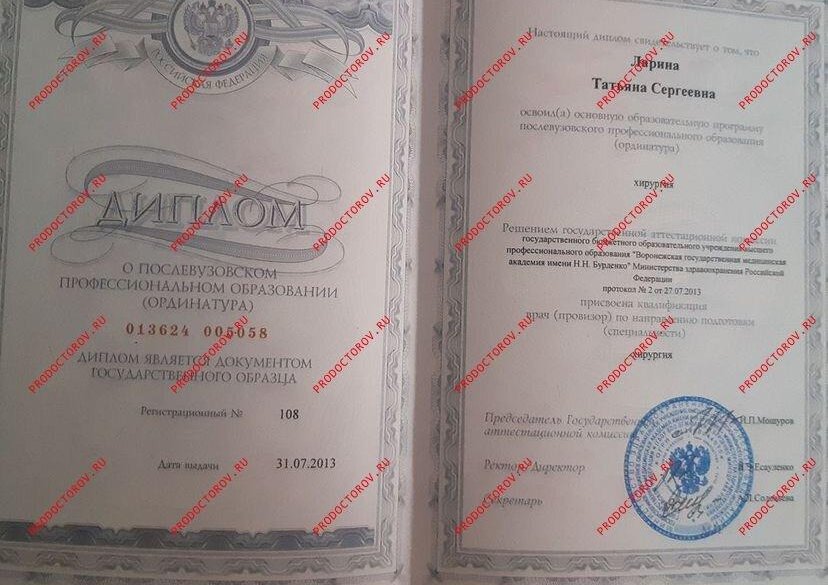 РОССИЙСКАЯ ФЕДЕРАЦИЯ
ДИПЛОМ
О ПОСЛЕВУЗОВСКОМ
ПРОФЕССИОНАЛЬНОМ ОБРАЗОВАНИИ
(ОРДИНАТУРА)
013624 005058
ДИПЛОМ ЯВЛЯЕТСЯ ДОКУМЕНТОМ
ГОСУДАРСТВЕННОГО ОБРАЗЦА
Регистрационный № 108
Дата выдачи 31.07.2013
Настоящий диплом свидетельствует о том, что
Ларина
Татьяна Сергеевна
освоил(а) основную образовательную программу
послевузовского профессионального образования
(ординатура)
хирургия
Решением государственной аттестационной комиссии
государственного бюджетного образовательного учреждения высшего
профессионального образования "Воронежская государственная медицинская
академия имени Н.Н. Бурденко" Министерства здравоохранения Российской
Федерации
протокол № 2 от 27.07.2013
присвоена квалификация
врач (провизор) по направлению подготовки
(специальности)
хирургия
Председатель Государственной
аттестационной комиссии
Мошуров
Ректор/Директор
Есауленко
Секретарь
PRODOCTOROV.RU